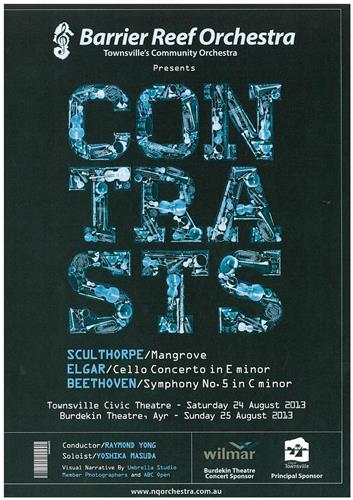 Barrier Reef Orchestra
Townsville's Community Orchestra
Presents
CON
TRA
STS
SCULTHORPE/Mangrove
ELGAR/Cello Concerto in E minor
BEETHOVEN/Symphony No.5 in C minor
Townsville Civic Theatre - Saturday 24 August 2013
Burdekin Theatre, Ayr - Sunday 25 August 2013
Conductor/RAYMOND YONG
Soloist/YOSHIKA MASUDA
Visual Narrative By Umbrella Studio
Member Photographers and ABC Open
wilmar
Burdekin Theatre
Concert Sponsor
Townsville
Principal Sponsor
www.nqorchestra.com.au